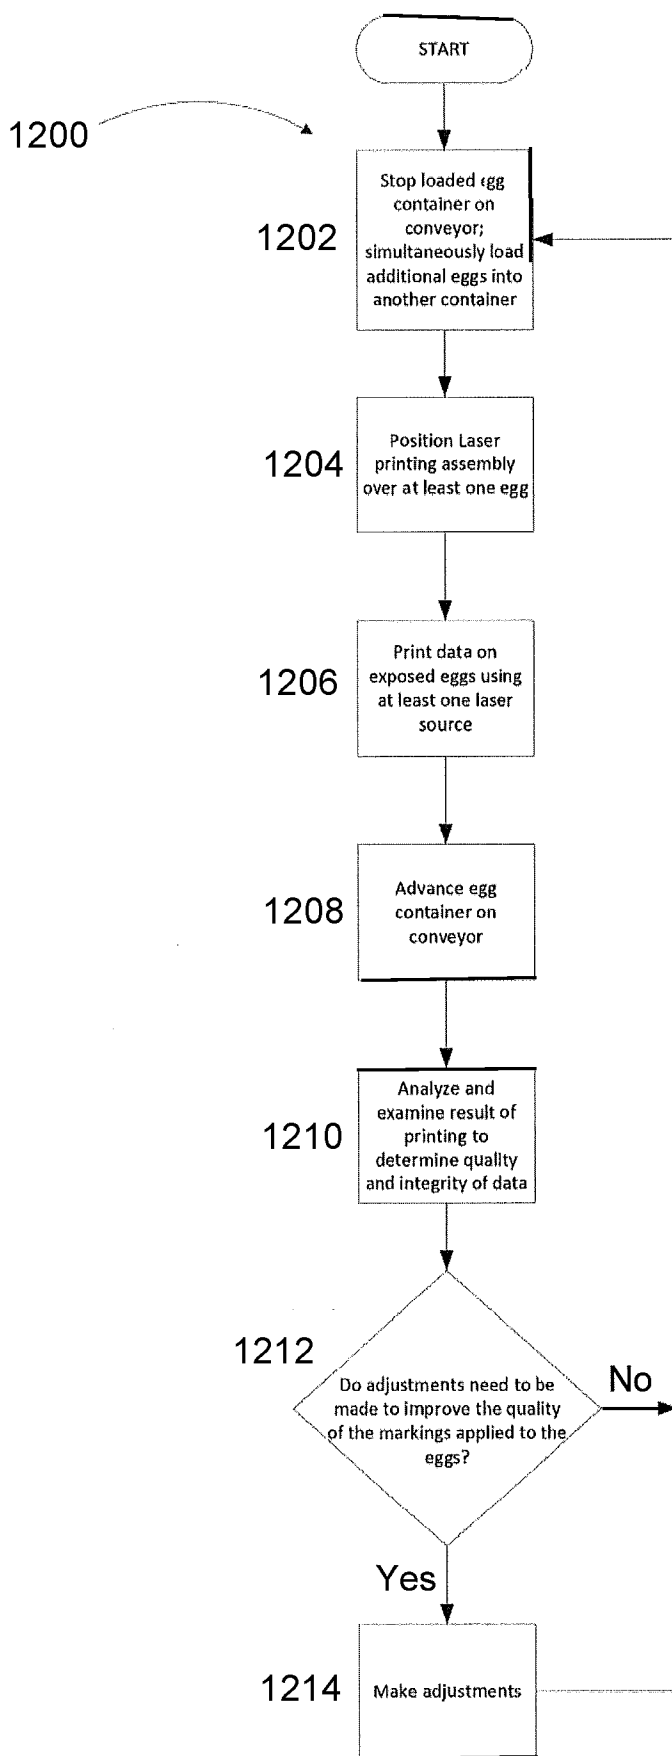 START
1200
Stop loaded egg
container on
conveyor;
simultaneously load
additional eggs into
another container
1202
Position Laser
printing assembly
over at least one egg
1204
Print data on
exposed eggs using
at least one laser
source
1206
Advance egg
container on
conveyor
1208
Analyze and
examine result of
printing to
determine quality
and integrity of data
1210
1212
Do adjustments need to be
made to improve the quality
of the markings applied to the
eggs?
No
Yes
Make adjustments
1214